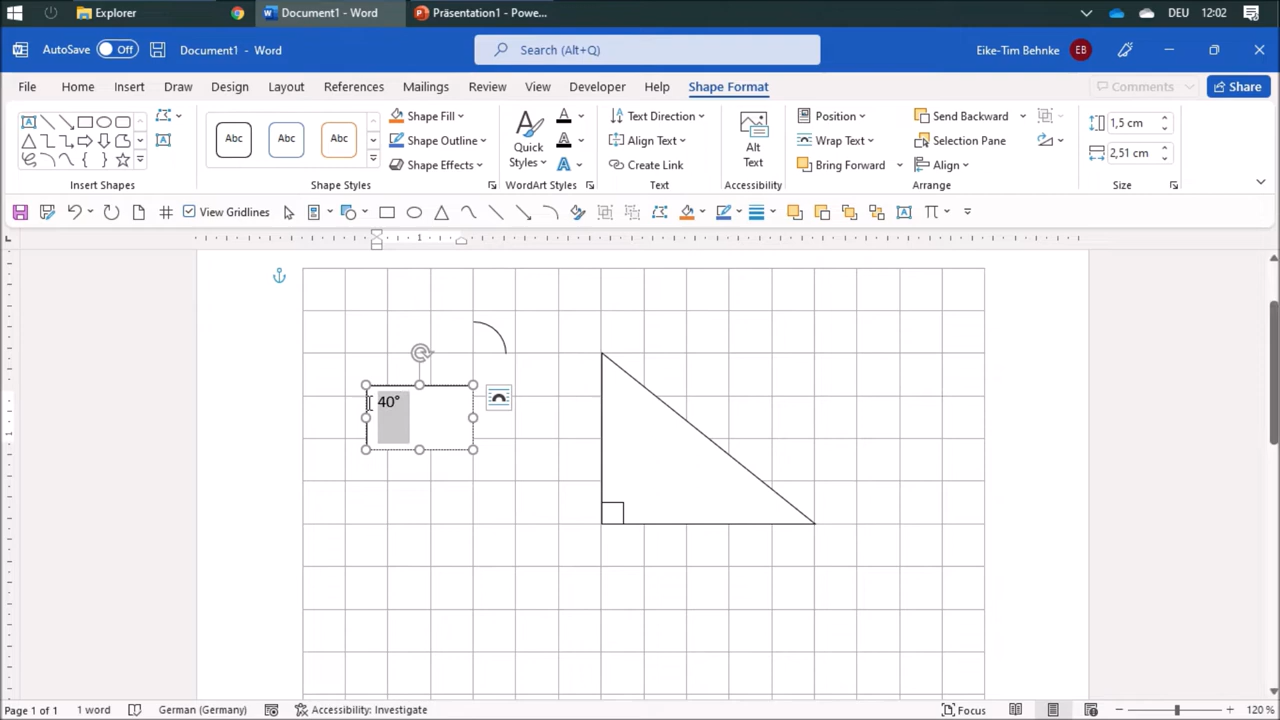 Explorer
Document1 - Word
Präsentation1 - Powe...
DEU
12:02
AutoSave
Off
Document1 - Word
Search (Alt+Q)
Eike-Tim Behnke
EB
File
Home
Insert
Draw
Design
Layout
References
Mailings
Review
View
Developer
Help
Shape Format
Comments
Share
Abc
Abc
Abc
Shape Fill
Shape Outline
Shape Effects
Quick
Styles
Text Direction
Align Text
Create Link
Alt
Text
Position
Wrap Text
Bring Forward
Send Backward
Selection Pane
Align
1,5 cm
2,51 cm
Insert Shapes
Shape Styles
WordArt Styles
Text
Accessibility
Arrange
Size
View Gridlines
1
40°
Page 1 of 1
1 word
German (Germany)
Accessibility: Investigate
Focus
120 %